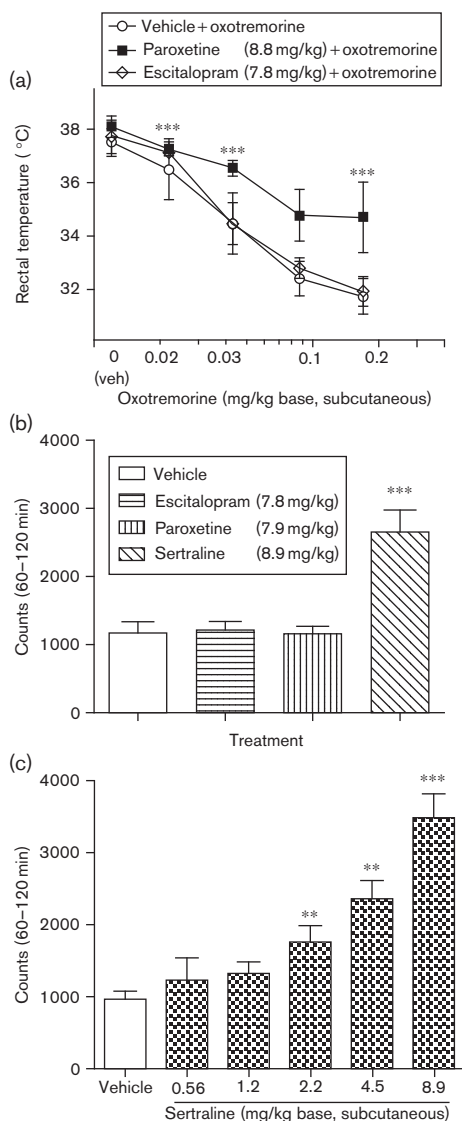 Vehicle + oxotremorine
Paroxetine (8.8 mg/kg) + oxotremorine
Escitalopram (7.8 mg/kg) + oxotremorine
(a)
38
36
34
32
Rectal temperature ( °C)
***
***
***
0
(veh)
0.02
0.03
0.1
0.2
Oxotremorine (mg/kg base, subcutaneous)
(b)
4000
3000
2000
1000
0
Counts (60–120 min)
Vehicle
Escitalopram (7.8 mg/kg)
Paroxetine (7.9 mg/kg)
Sertraline (8.9 mg/kg)
***
Treatment
(c)
4000
3000
2000
1000
0
Counts (60–120 min)
**
**
***
Vehicle
0.56
1.2
2.2
4.5
8.9
Sertraline (mg/kg base, subcutaneous)